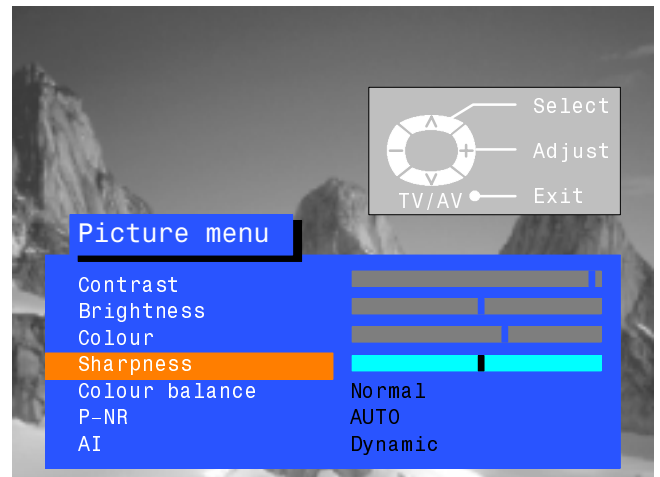 Select
Adjust
TV/AV Exit
Picture menu
Contrast
Brightness
Colour
Sharpness
Colour balance Normal
P-NR AUTO
AI Dynamic